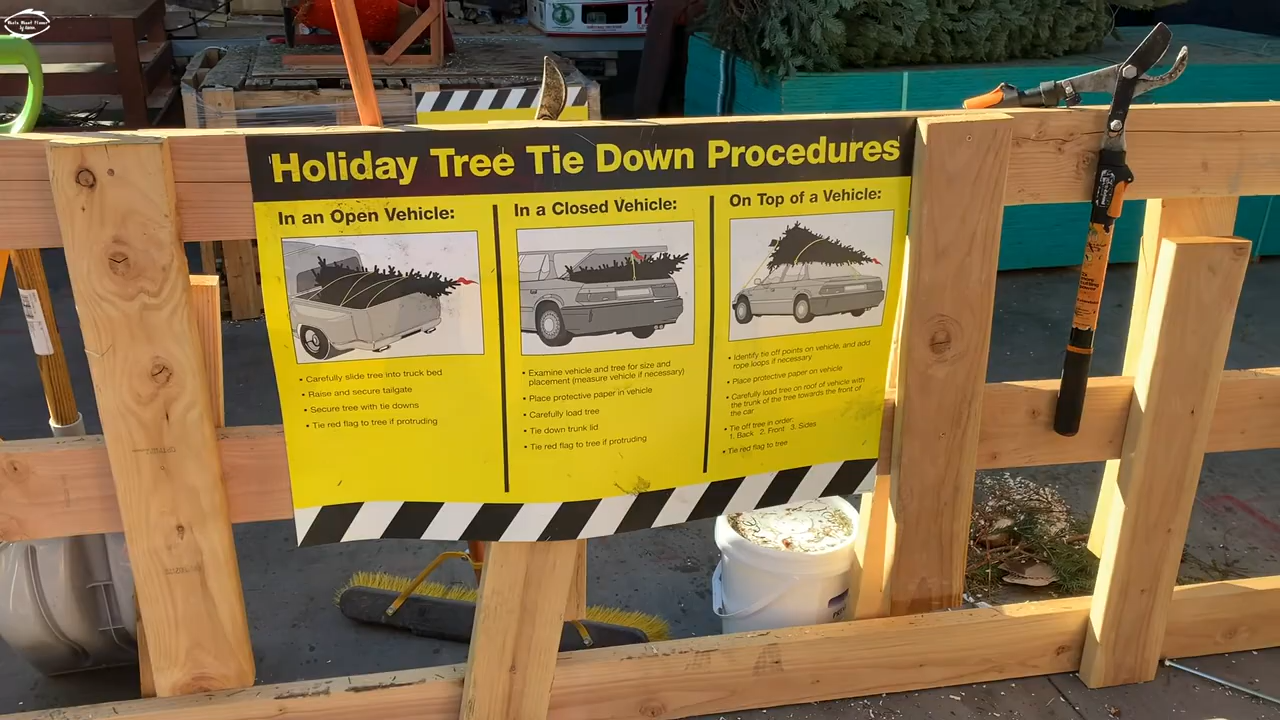 Holiday Tree Tie Down Procedures
In an Open Vehicle:
• Carefully slide tree into truck bed
• Raise and secure tailgate
• Secure tree with tie downs
• Tie red flag to tree if protruding
In a Closed Vehicle:
• Examine vehicle and tree for size and
placement (measure vehicle if necessary)
• Place protective paper in vehicle
• Carefully load tree
• Tie down trunk lid
• Tie red flag to tree if protruding
On Top of a Vehicle:
• Identify tie off points on vehicle, and add
rope loops if necessary
• Place protective paper on vehicle
• Carefully load tree on roof of vehicle with
the trunk of the tree towards the front of
the car
• Tie off tree in order:
1. Back 2. Front 3. Sides
• Tie red flag to tree